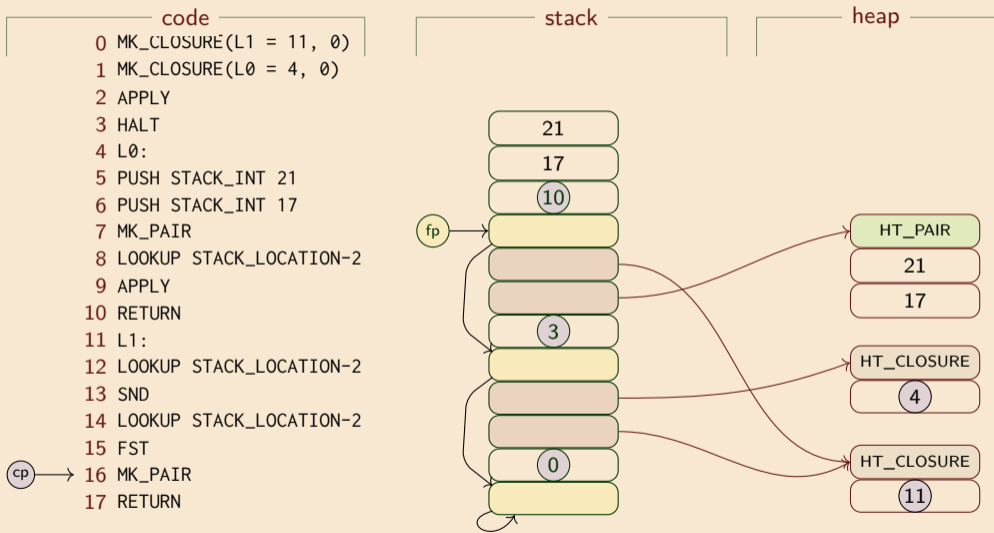 code
0 MK_CLOSURE(L1 = 11, 0)
1 MK_CLOSURE(L0 = 4, 0)
2 APPLY
3 HALT
4 L0:
5 PUSH STACK_INT 21
6 PUSH STACK_INT 17
7 MK_PAIR
8 LOOKUP STACK_LOCATION-2
9 APPLY
10 RETURN
11 L1:
12 LOOKUP STACK_LOCATION-2
13 SND
14 LOOKUP STACK_LOCATION-2
15 FST
cp 16 MK_PAIR
17 RETURN
stack
21
17
10
fp
3
0
heap
HT_PAIR
21
17
HT_CLOSURE
4
HT_CLOSURE
11